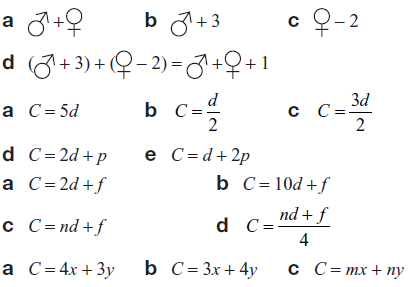 a ♂+♀ b ♂+3 c ♀−2
d (♂+3)+(♀−2)=♂+♀+1
a C=5d b C=d/2 c C=3d/2
d C=2d+p e C=d+2p
a C=2d+f b C=10d+f
c C=nd+f d C=(nd+f)/4
a C=4x+3y b C=3x+4y c C=mx+ny